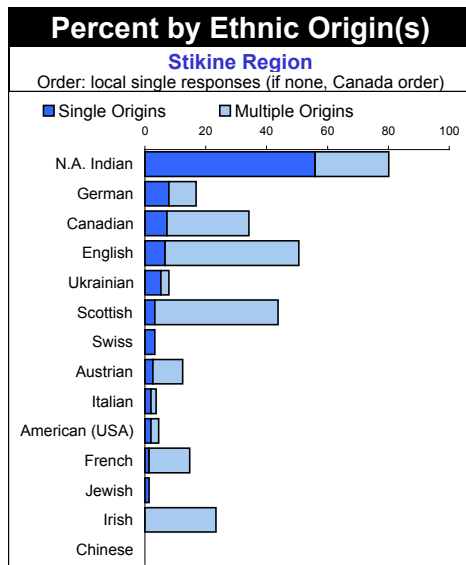 Percent by Ethnic Origin(s)
Stikine Region
Order: local single responses (if none, Canada order)
Single Origins Multiple Origins
0 20 40 60 80 100
N.A. Indian
German
Canadian
English
Ukrainian
Scottish
Swiss
Austrian
Italian
American (USA)
French
Jewish
Irish
Chinese